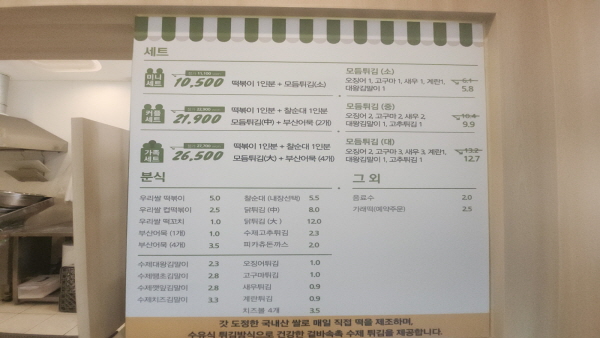 세트
미니 세트 10,500 떡볶이 1인분 + 모듬튀김(소)
커플 세트 21,900 떡볶이 1인분 + 찰순대 1인분
모듬튀김(中) + 부산어묵 (2개)
가족 세트 26,500 떡볶이 1인분 + 찰순대 1인분
모듬튀김(大) + 부산어묵 (4개)
모듬튀김 (소)
오징어 1, 고구마 1, 새우 1, 계란1,
대왕김말이 1 5.8
모듬튀김 (중)
오징어 2, 고구마 2, 새우 2,
대왕김말이 1, 고추튀김 1 9.9
모듬튀김 (대)
오징어 2, 고구마 3, 새우 3, 계란1,
대왕김말이 1, 고추튀김 1 12.7
분식
우리쌀 떡볶이 5.0
우리쌀 컵떡볶이 2.5
우리쌀 떡꼬치 1.0
부산어묵 (1개) 1.0
부산어묵 (4개) 3.5
찰순대 (내장선택) 5.5
닭튀김 (中) 8.0
닭튀김 (大) 12.0
수제고추튀김 2.3
피카츄돈까스 2.0
수제대왕김말이 2.3
수제땡초김말이 2.8
수제깻잎김말이 2.8
수제치즈김말이 3.3
오징어튀김 1.0
고구마튀김 1.0
새우튀김 0.9
계란튀김 0.9
치즈볼 4개 3.5
그 외
음료수 2.0
가래떡(예약주문) 2.5
갓 도정한 국내산 쌀로 매일 직접 떡을 제조하며,
수유식 튀김방식으로 건강한 겉바속촉 수제 튀김을 제공합니다.